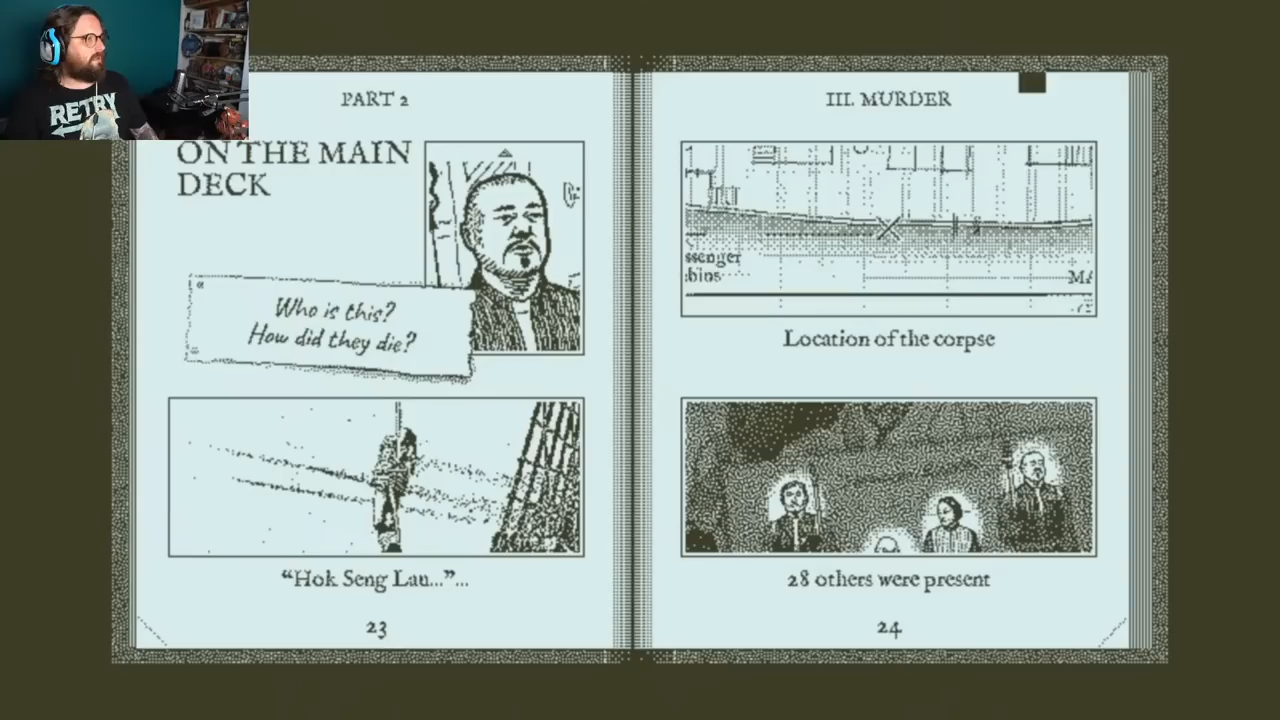 RETRY
PART 2
ON THE MAIN
DECK
Who is this?
How did they die?
"Hok Seng Lau..."...
23
III. MURDER
ssenger
bins
Location of the corpse
28 others were present
24